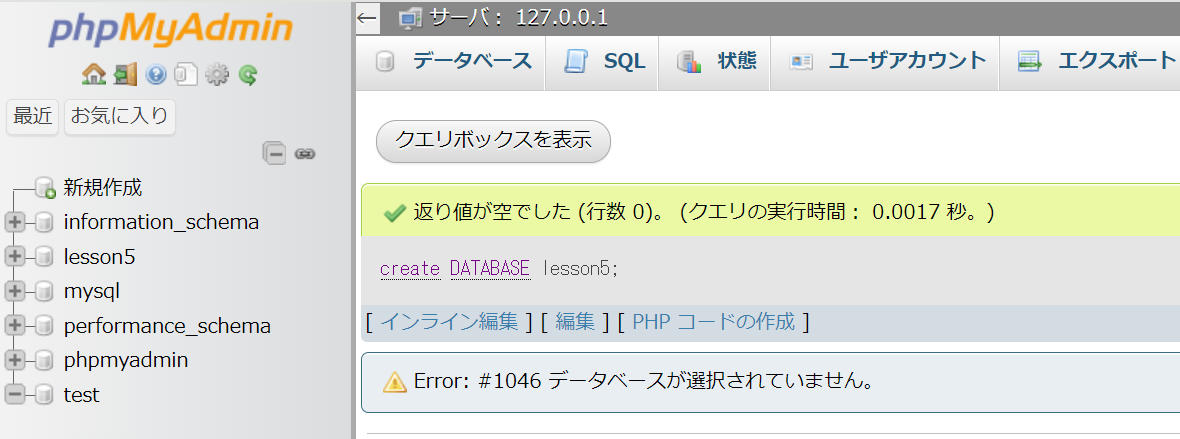 phpMyAdmin
最近 お気に入り
新規作成
information_schema
lesson5
mysql
performance_schema
phpmyadmin
test
サーバ: 127.0.0.1
データベース SQL 状態 ユーザアカウント エクスポート
クエリボックスを表示
返り値が空でした (行数 0)。 (クエリの実行時間: 0.0017 秒。)
create DATABASE lesson5;
[ インライン編集 ] [ 編集 ] [ PHP コードの作成 ]
Error: #1046 データベースが選択されていません。